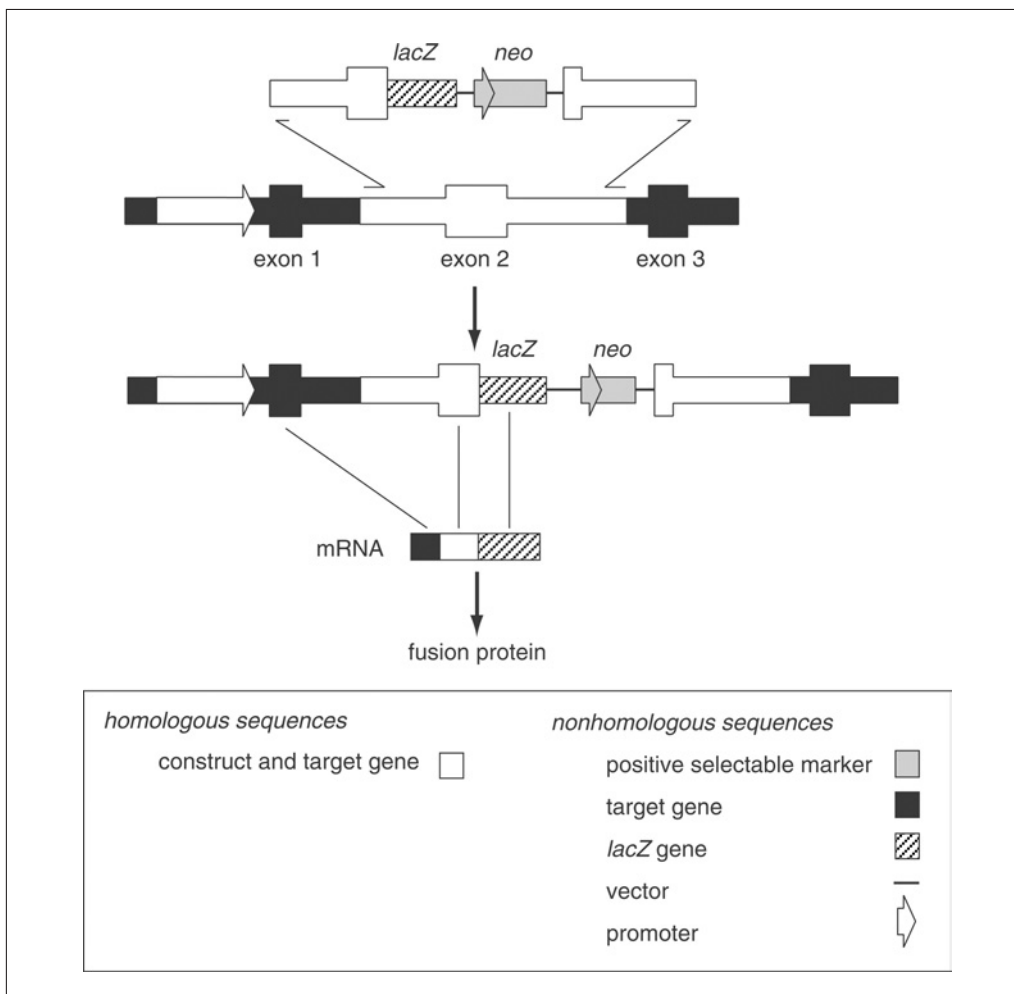 lacZ neo
exon 1 exon 2 exon 3
lacZ neo
mRNA
fusion protein
homologous sequences
construct and target gene
nonhomologous sequences
positive selectable marker
target gene
lacZ gene
vector
promoter